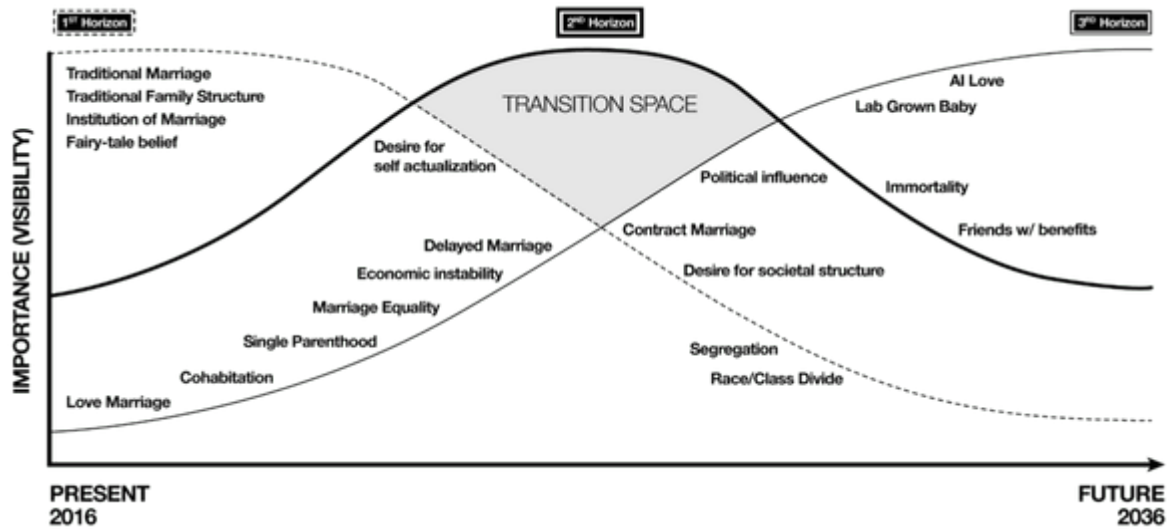 1ST Horizon
2ND Horizon
3RD Horizon
Traditional Marriage
Traditional Family Structure
Institution of Marriage
Fairy-tale belief
TRANSITION SPACE
AI Love
Lab Grown Baby
Desire for
self actualization
Political influence
Immortality
Delayed Marriage
Contract Marriage
Friends w/ benefits
Economic instability
Desire for societal structure
Marriage Equality
Single Parenthood
Segregation
Cohabitation
Race/Class Divide
Love Marriage
IMPORTANCE (VISIBILITY)
PRESENT
2016
FUTURE
2036